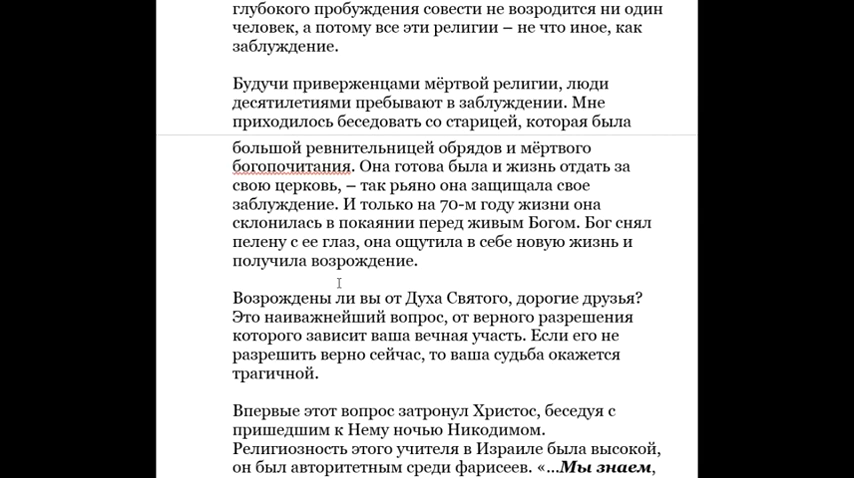 глубокого пробуждения совести не возродится ни один
человек, а потому все эти религии – не что иное, как
заблуждение.
Будучи приверженцами мёртвой религии, люди
десятилетиями пребывают в заблуждении. Мне
приходилось беседовать со старицей, которая была
большой ревнительницей обрядов и мёртвого
богопочитания. Она готова была и жизнь отдать за
свою церковь, – так рьяно она защищала свое
заблуждение. И только на 70-м году жизни она
склонилась в покаянии перед живым Богом. Бог снял
пелену с ее глаз, она ощутила в себе новую жизнь и
получила возрождение.
Возрождены ли вы от Духа Святого, дорогие друзья?
Это наиважнейший вопрос, от верного разрешения
которого зависит ваша вечная участь. Если его не
разрешить верно сейчас, то ваша судьба окажется
трагичной.
Впервые этот вопрос затронул Христос, беседуя с
пришедшим к Нему ночью Никодимом.
Религиозность этого учителя в Израиле была высокой,
он был авторитетным среди фарисеев. «...Мы знаем,